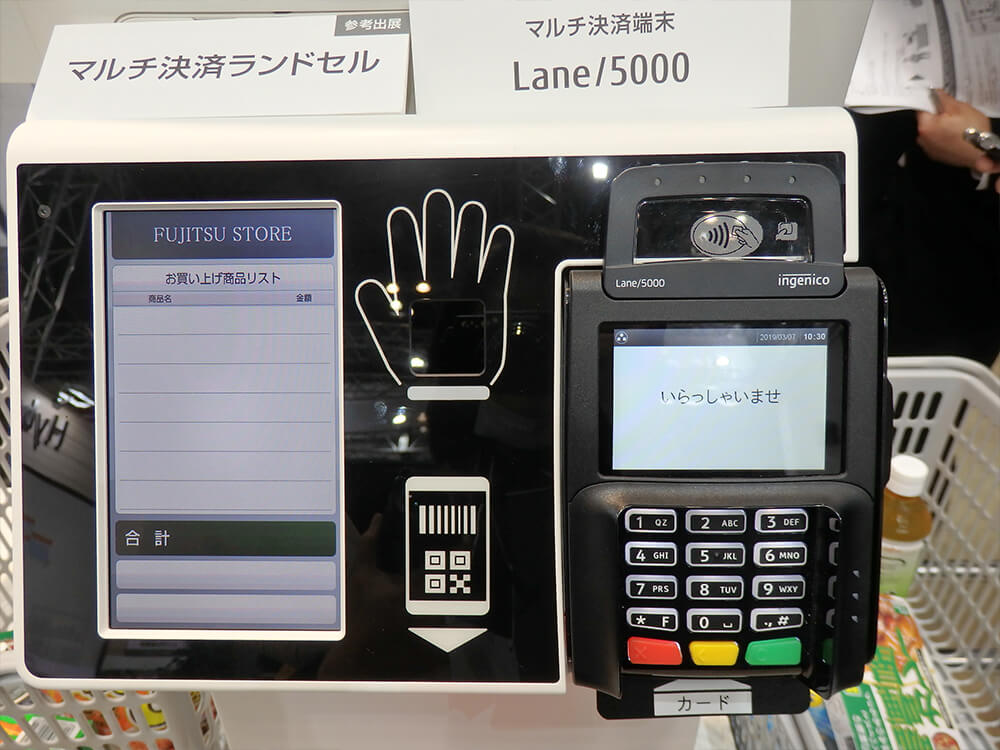 参考出展
マルチ決済ランドセル
マルチ決済端末
Lane/5000
FUJITSU STORE
お買い上げ商品リスト
商品名 金額
合 計
Lane/5000 ingenico
2019/03/07 10:30
いらっしゃいませ
1 QZ 2 ABC 3 DEF
4 GHI 5 JKL 6 MNO
7 PRS 8 TUV 9 WXY
* F 0 ⎵ .,#
カード